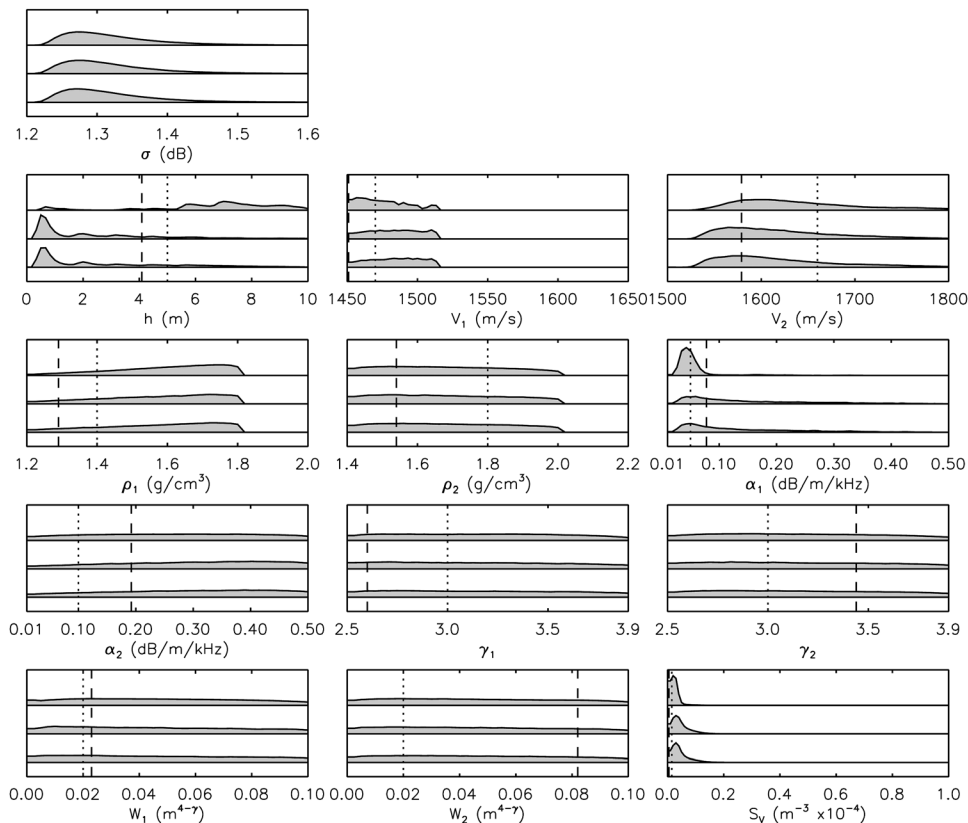 1.2 1.3 1.4 1.5 1.6
σ (dB)
0 2 4 6 8 10
h (m)
1450 1500 1550 1600 1650
V₁ (m/s)
1500 1600 1700 1800
V₂ (m/s)
1.2 1.4 1.6 1.8 2.0
ρ₁ (g/cm³)
1.4 1.6 1.8 2.0 2.2
ρ₂ (g/cm³)
0.01 0.10 0.20 0.30 0.40 0.50
α₁ (dB/m/kHz)
0.01 0.10 0.20 0.30 0.40 0.50
α₂ (dB/m/kHz)
2.5 3.0 3.5 3.9
γ₁
2.5 3.0 3.5 3.9
γ₂
0.00 0.02 0.04 0.06 0.08 0.10
W₁ (m⁴⁻ᵞ)
0.00 0.02 0.04 0.06 0.08 0.10
W₂ (m⁴⁻ᵞ)
0.0 0.2 0.4 0.6 0.8 1.0
Sᵥ (m⁻³ x10⁻⁴)